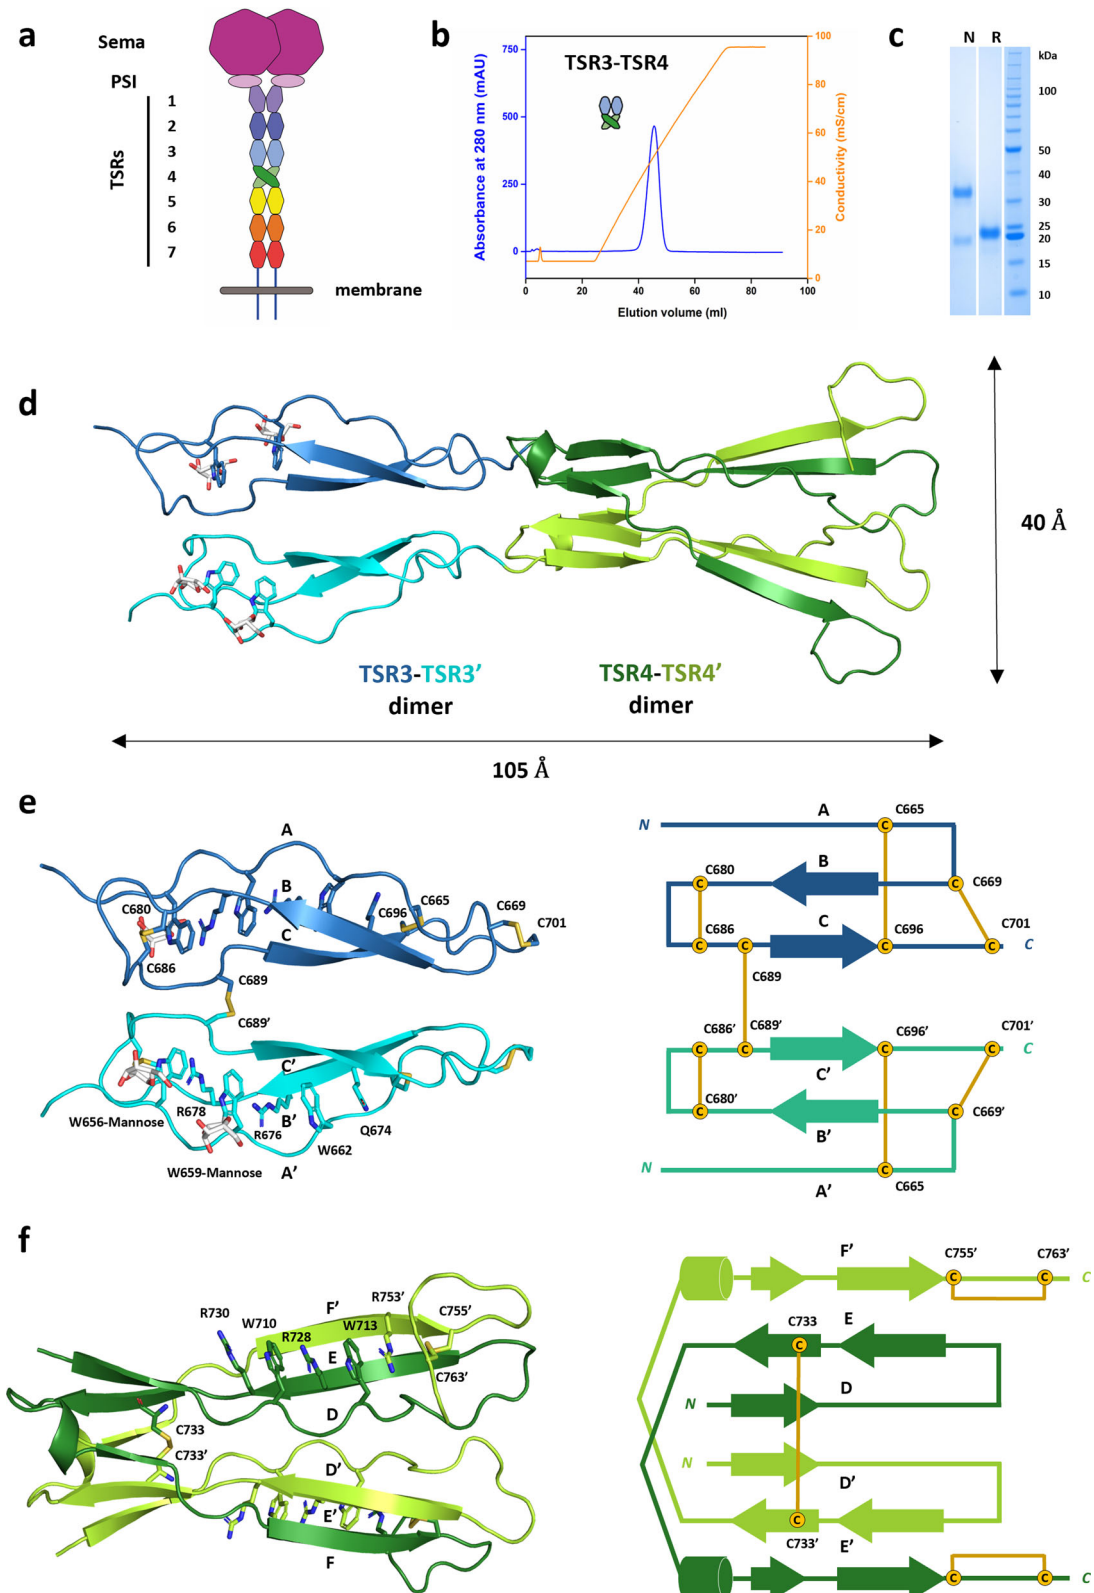 a
Sema
PSI
TSRs
1
2
3
4
5
6
7
membrane
b
TSR3-TSR4
Absorbance at 280 nm (mAU)
750
500
250
0
Conductivity (mS/cm)
100
80
60
40
20
0
0 20 40 60 80 100
Elution volume (ml)
c
N R
kDa
100
50
40
30
25
20
15
10
d
40 Å
TSR3-TSR3’ dimer
TSR4-TSR4’ dimer
105 Å
e
A
B
C
C680
C686
C696
C665
C669
C701
C689
C689’
C’
B’
A’
W656-Mannose
R678
W659-Mannose
R676
W662
Q674
N
A
C665
C
C680
B
C669
C
C
C686
C
C696
C701
C
C
C
C
C
C
C689
C686’
C689’
C696’
C701’
C
C
C
C
C
C’
C680’
B’
C669’
C
C
N
A’
C665
C
f
R730
W710
R728
F’
E
D
W713
R753’
C755’
C763’
C733
C733’
D’
E’
F
F’
C755’
C763’
C
C
C
C733
E
C
N
D
N
D’
C
C733’
E’
C
C
C